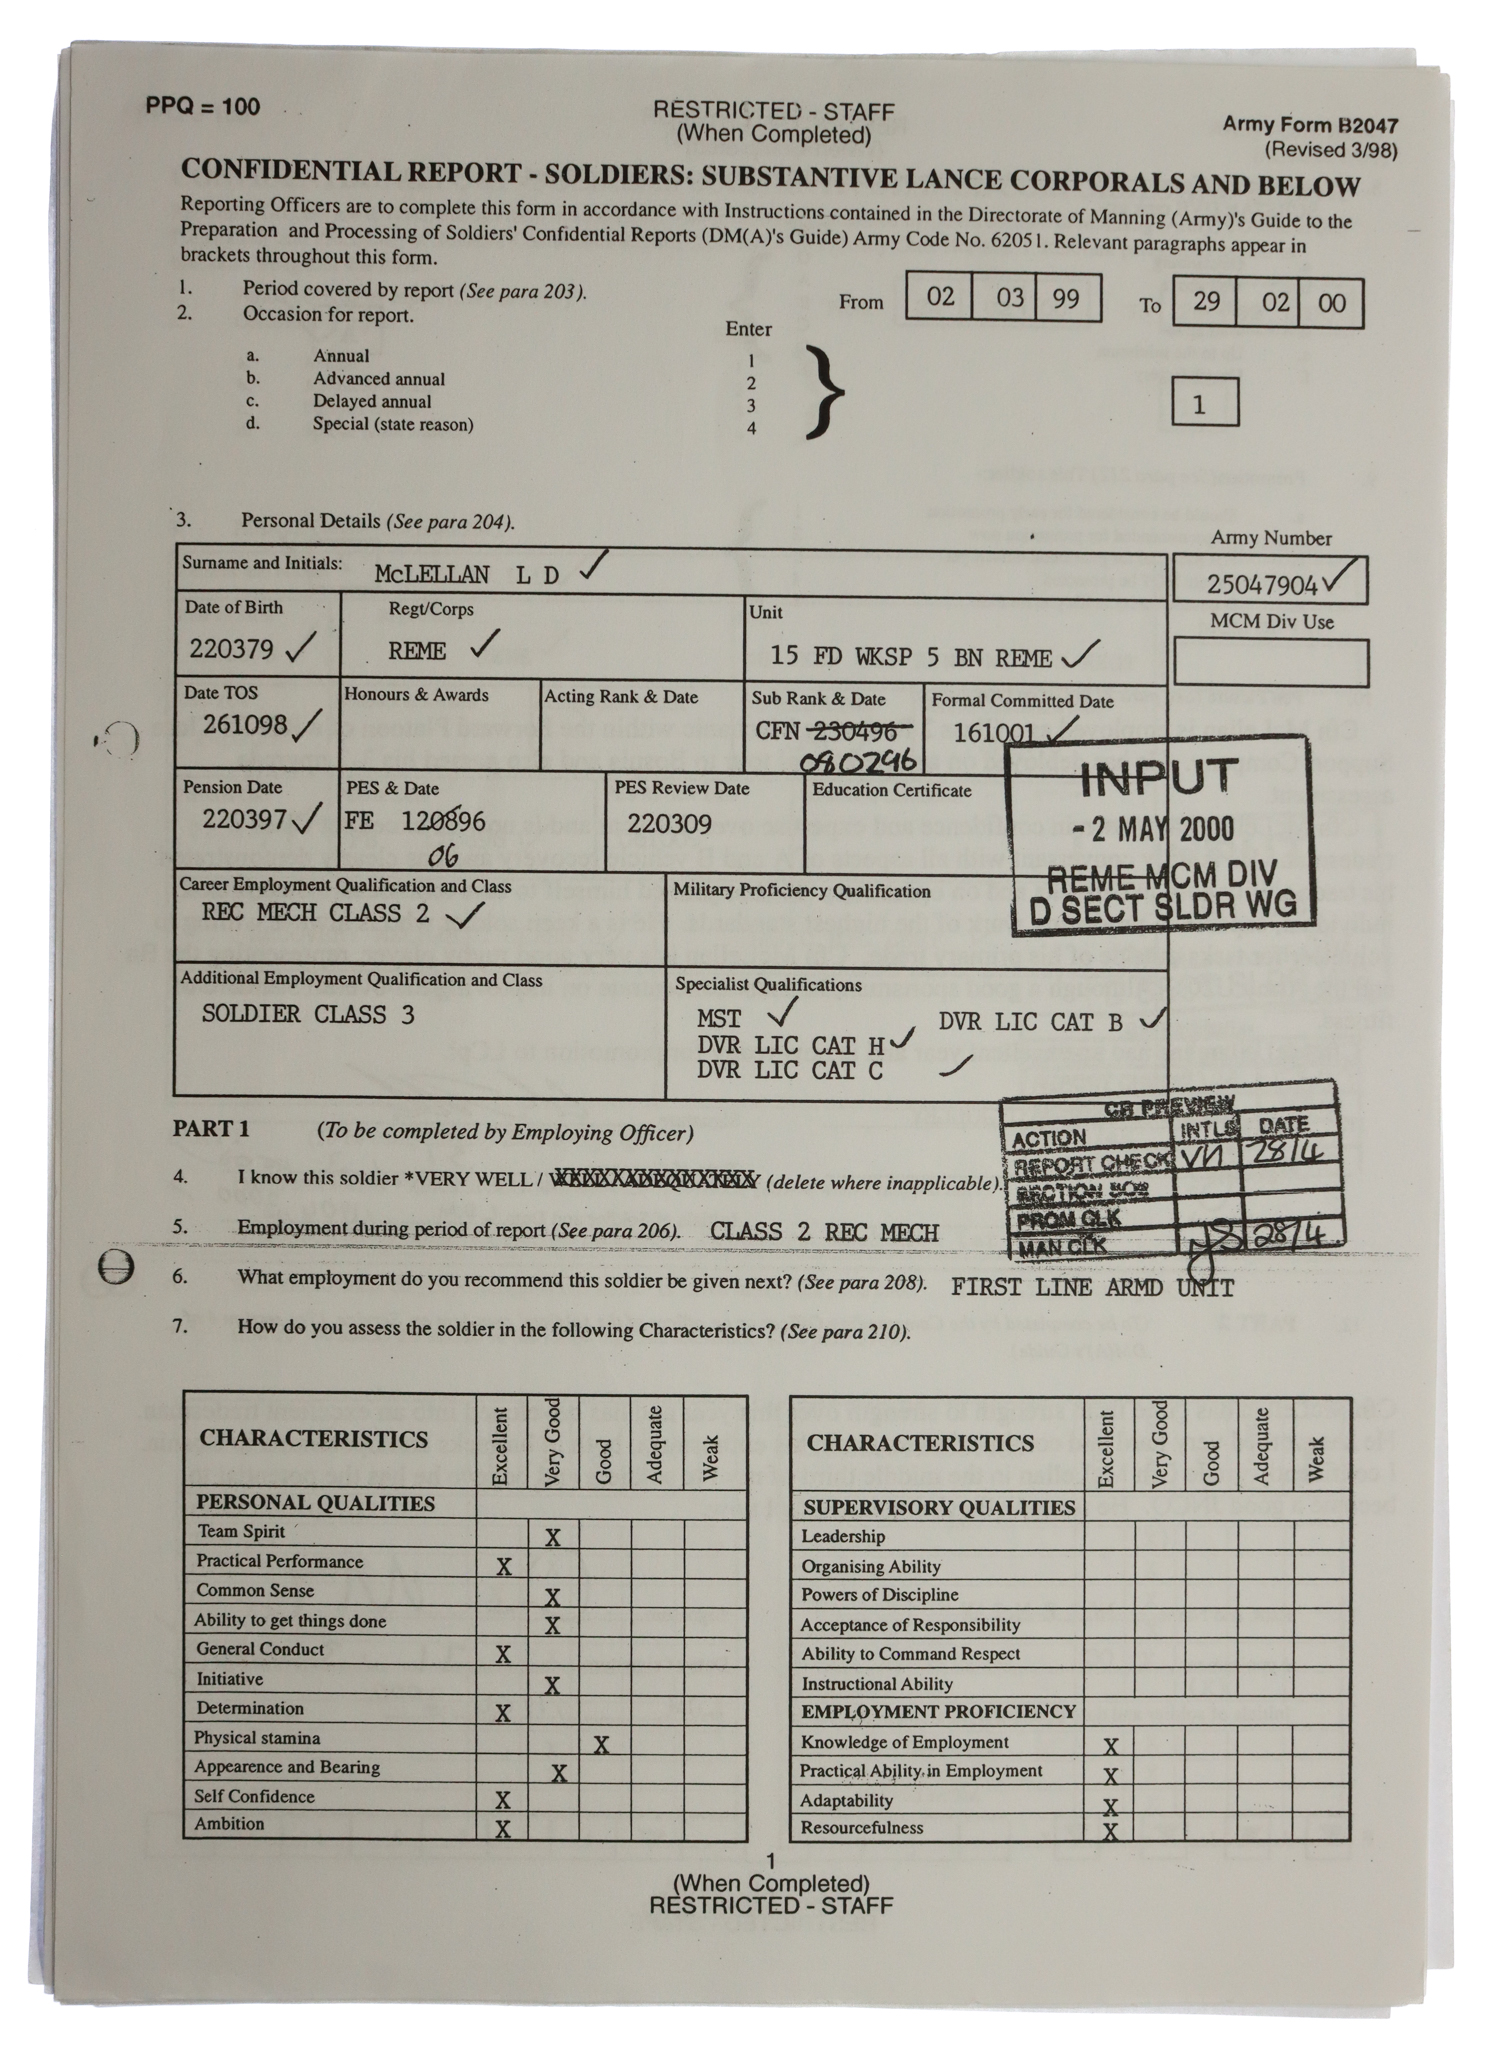 PPQ = 100
RESTRICTED - STAFF
(When Completed)
Army Form B2047
(Revised 3/98)
CONFIDENTIAL REPORT - SOLDIERS: SUBSTANTIVE LANCE CORPORALS AND BELOW
Reporting Officers are to complete this form in accordance with Instructions contained in the Directorate of Manning (Army)'s Guide to the
Preparation and Processing of Soldiers' Confidential Reports (DM(A)'s Guide) Army Code No. 62051. Relevant paragraphs appear in
brackets throughout this form.
1. Period covered by report (See para 203). From 02 03 99 To 29 02 00
2. Occasion for report.
Enter
a. Annual 1
b. Advanced annual 2
c. Delayed annual 3
d. Special (state reason) 4
1
3. Personal Details (See para 204).
Army Number
Surname and Initials: McLELLAN L D ✓
25047904 ✓
Date of Birth Regt/Corps Unit
MCM Div Use
220379 ✓ REME ✓ 15 FD WKSP 5 BN REME ✓
Date TOS Honours & Awards Acting Rank & Date Sub Rank & Date Formal Committed Date
261098 ✓ CFN 230496 161001 ✓
080296
Pension Date PES & Date PES Review Date Education Certificate
220397 ✓ FE 120896 220309
06
INPUT
- 2 MAY 2000
REME MCM DIV
D SECT SLDR WG
Career Employment Qualification and Class Military Proficiency Qualification
REC MECH CLASS 2 ✓
Additional Employment Qualification and Class Specialist Qualifications
SOLDIER CLASS 3
MST ✓ DVR LIC CAT B ✓
DVR LIC CAT H ✓
DVR LIC CAT C ✓
CR PREVIEW
ACTION INTLS DATE
REPORT CHECK VN 28/4
PROM CLK
MAN CLK JS 28/4
PART 1 (To be completed by Employing Officer)
4. I know this soldier *VERY WELL / (delete where inapplicable).
5. Employment during period of report (See para 206). CLASS 2 REC MECH
6. What employment do you recommend this soldier be given next? (See para 208). FIRST LINE ARMD UNIT
7. How do you assess the soldier in the following Characteristics? (See para 210).
CHARACTERISTICS Excellent Very Good Good Adequate Weak
PERSONAL QUALITIES
Team Spirit X
Practical Performance X
Common Sense X
Ability to get things done X
General Conduct X
Initiative X
Determination X
Physical stamina X
Appearence and Bearing X
Self Confidence X
Ambition X
CHARACTERISTICS Excellent Very Good Good Adequate Weak
SUPERVISORY QUALITIES
Leadership
Organising Ability
Powers of Discipline
Acceptance of Responsibility
Ability to Command Respect
Instructional Ability
EMPLOYMENT PROFICIENCY
Knowledge of Employment X
Practical Ability in Employment X
Adaptability X
Resourcefulness X
1
(When Completed)
RESTRICTED - STAFF